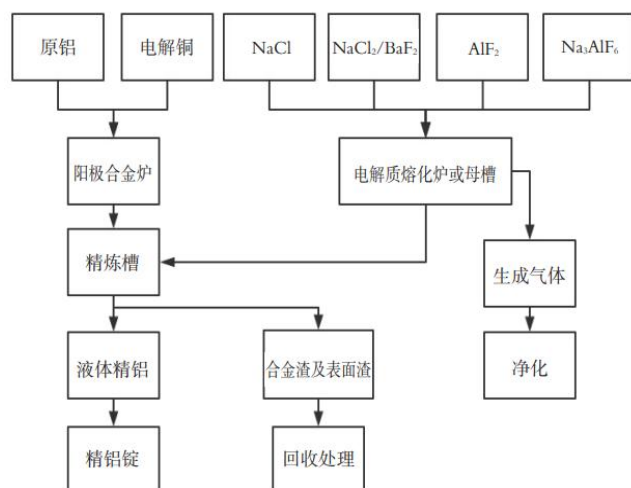 原铝
电解铜
NaCl
NaCl₂/BaF₂
AlF₂
Na₃AlF₆
阳极合金炉
电解质熔化炉或母槽
精炼槽
生成气体
液体精铝
合金渣及表面渣
净化
精铝锭
回收处理